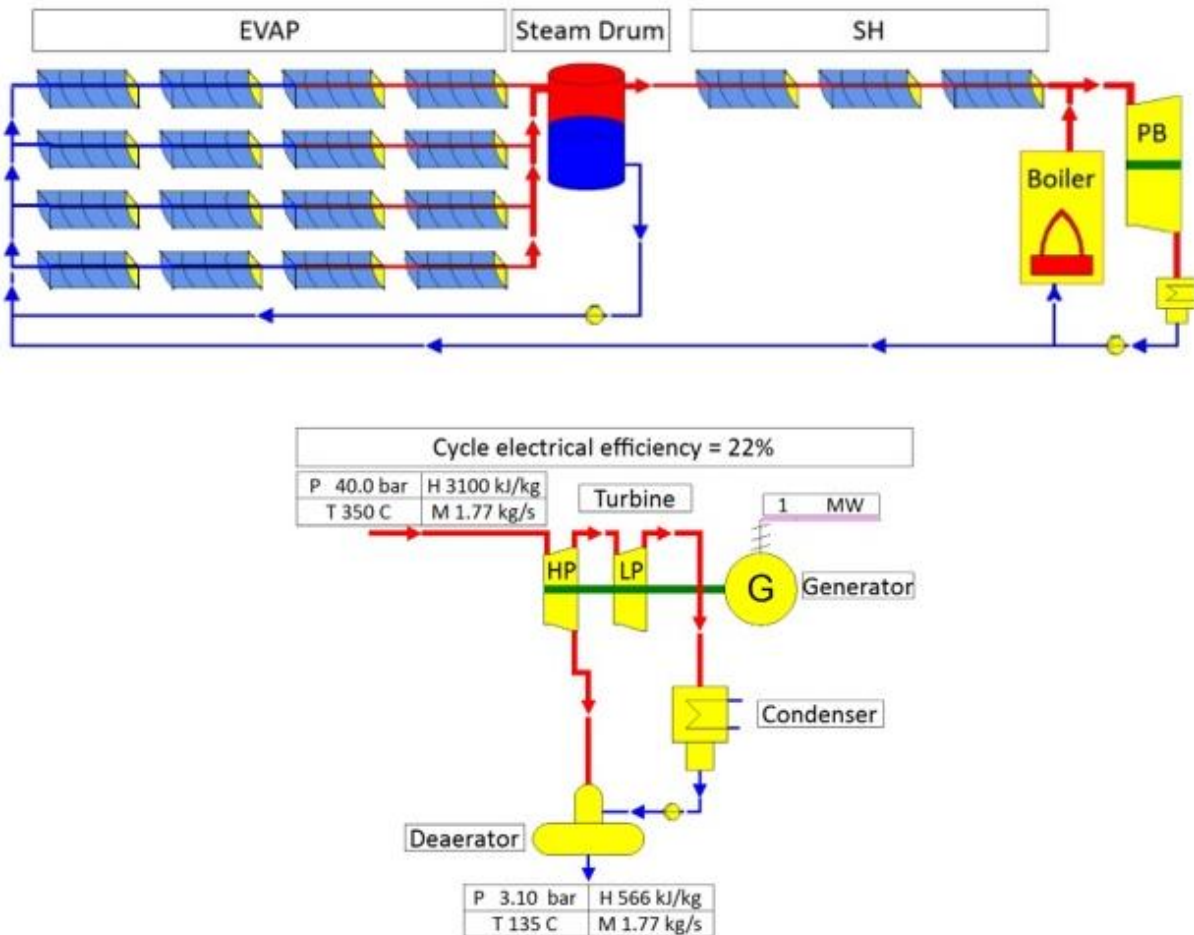 EVAP
Steam Drum
SH
PB
Boiler
Cycle electrical efficiency = 22%
P 40.0 bar H 3100 kJ/kg
T 350 C M 1.77 kg/s
Turbine
1 MW
HP
LP
G
Generator
Condenser
Deaerator
P 3.10 bar H 566 kJ/kg
T 135 C M 1.77 kg/s